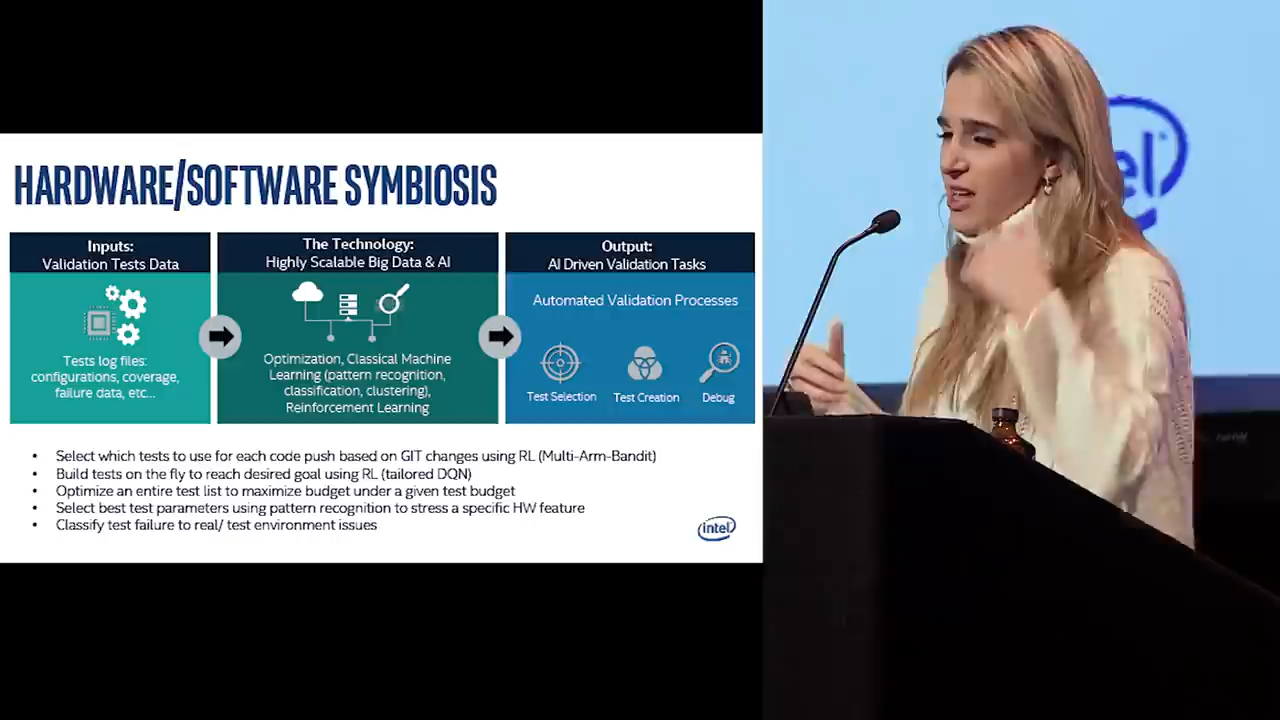 HARDWARE/SOFTWARE SYMBIOSIS
Inputs:
Validation Tests Data
Tests log files:
configurations, coverage,
failure data, etc...
The Technology:
Highly Scalable Big Data & AI
Optimization, Classical Machine
Learning (pattern recognition,
classification, clustering),
Reinforcement Learning
Output:
AI Driven Validation Tasks
Automated Validation Processes
Test Selection
Test Creation
Debug
• Select which tests to use for each code push based on GIT changes using RL (Multi-Arm-Bandit)
• Build tests on the fly to reach desired goal using RL (tailored DQN)
• Optimize an entire test list to maximize budget under a given test budget
• Select best test parameters using pattern recognition to stress a specific HW feature
• Classify test failure to real/ test environment issues
intel
el